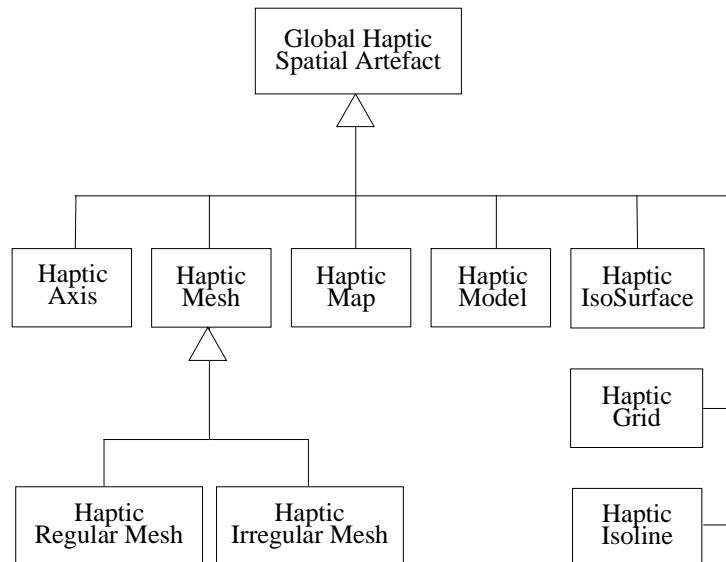 Global Haptic
Spatial Artefact
Haptic
Axis
Haptic
Mesh
Haptic
Map
Haptic
Model
Haptic
IsoSurface
Haptic
Grid
Haptic
Regular Mesh
Haptic
Irregular Mesh
Haptic
Isoline